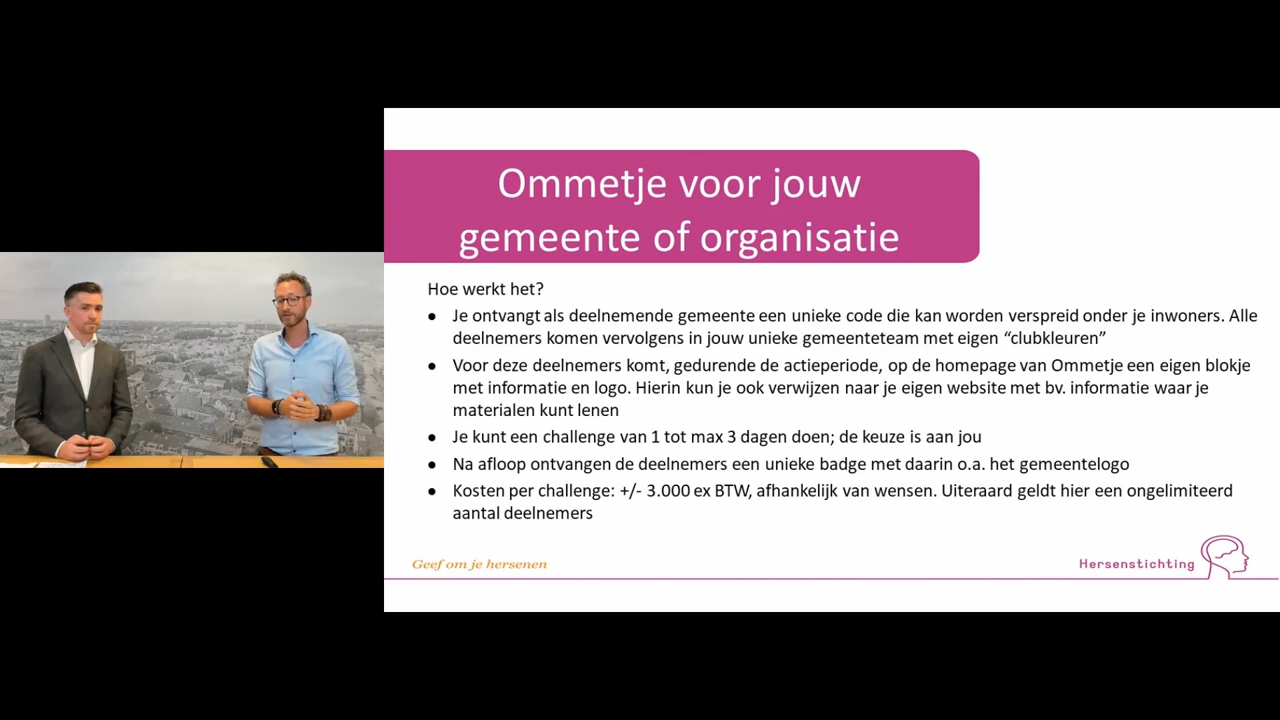 Ommetje voor jouw
gemeente of organisatie
Hoe werkt het?
● Je ontvangt als deelnemende gemeente een unieke code die kan worden verspreid onder je inwoners. Alle
deelnemers komen vervolgens in jouw unieke gemeenteteam met eigen “clubkleuren”
● Voor deze deelnemers komt, gedurende de actieperiode, op de homepage van Ommetje een eigen blokje
met informatie en logo. Hierin kun je ook verwijzen naar je eigen website met bv. informatie waar je
materialen kunt lenen
● Je kunt een challenge van 1 tot max 3 dagen doen; de keuze is aan jou
● Na afloop ontvangen de deelnemers een unieke badge met daarin o.a. het gemeentelogo
● Kosten per challenge: +/- 3.000 ex BTW, afhankelijk van wensen. Uiteraard geldt hier een ongelimiteerd
aantal deelnemers
Geef om je hersenen
Hersenstichting